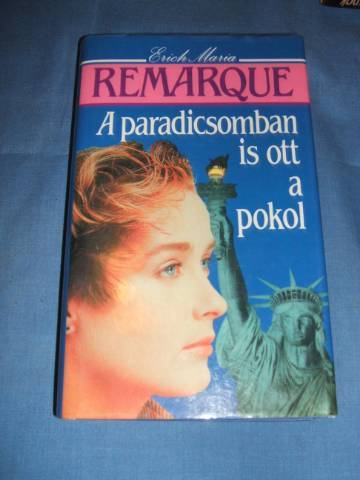 Erich Maria
REMARQUE
A paradicsomban
is ott
a
pokol